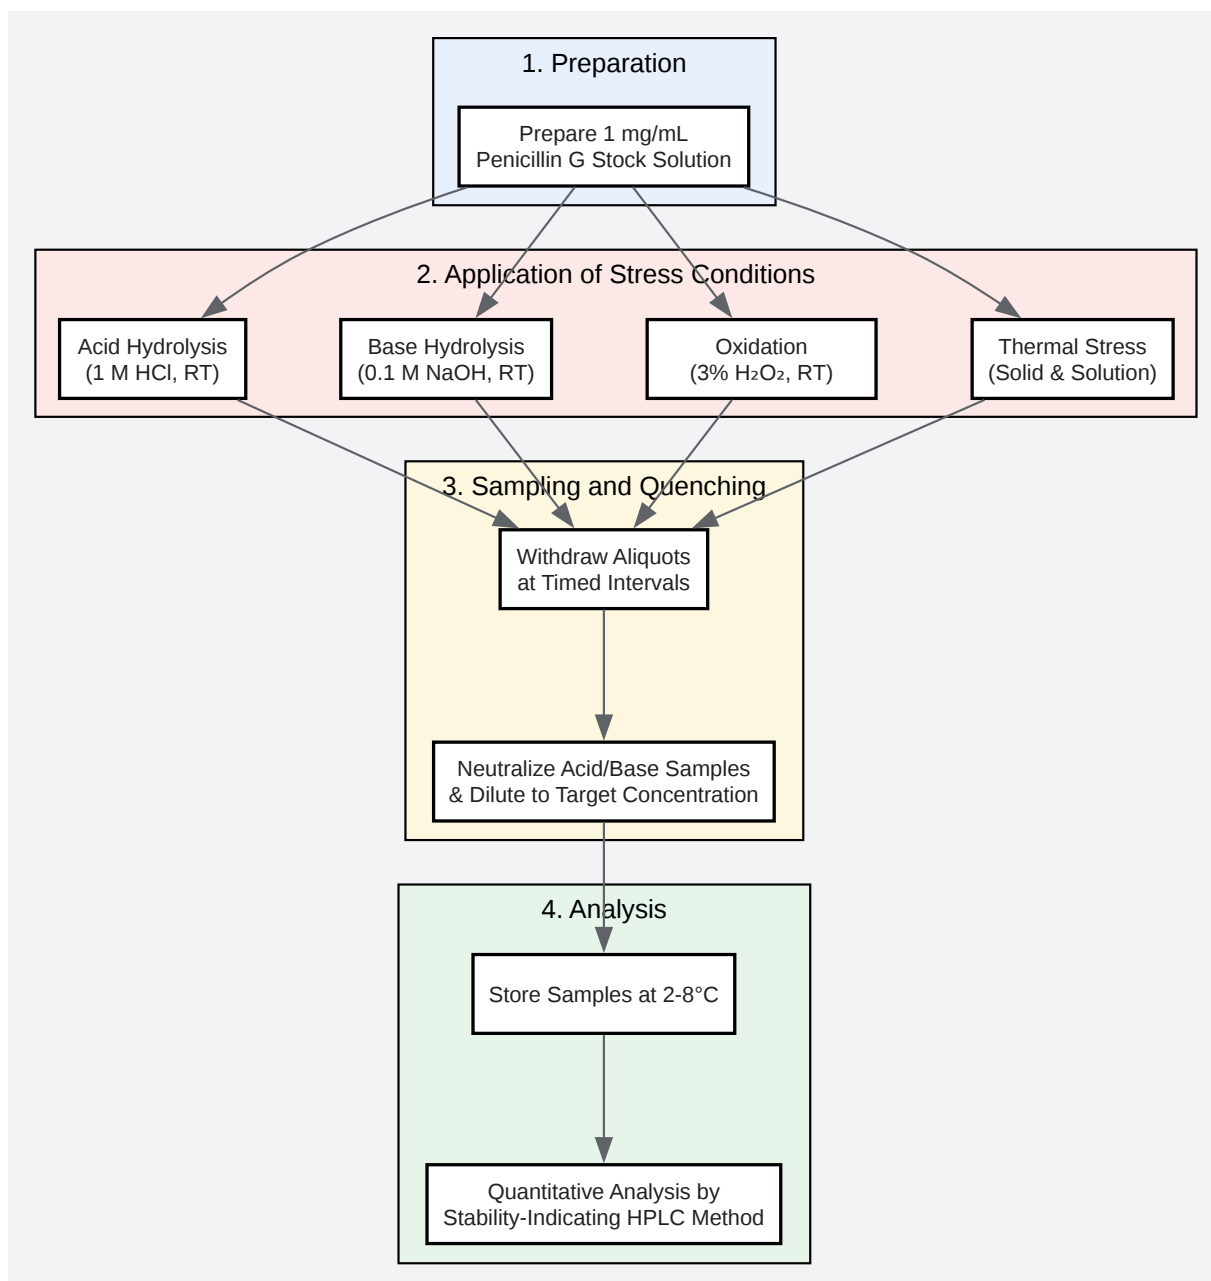 1. Preparation
Prepare 1 mg/mL
Penicillin G Stock Solution
2. Application of Stress Conditions
Acid Hydrolysis
(1 M HCl, RT)
Base Hydrolysis
(0.1 M NaOH, RT)
Oxidation
(3% H₂O₂, RT)
Thermal Stress
(Solid & Solution)
3. Sampling and Quenching
Withdraw Aliquots
at Timed Intervals
Neutralize Acid/Base Samples
& Dilute to Target Concentration
4. Analysis
Store Samples at 2-8°C
Quantitative Analysis by
Stability-Indicating HPLC Method